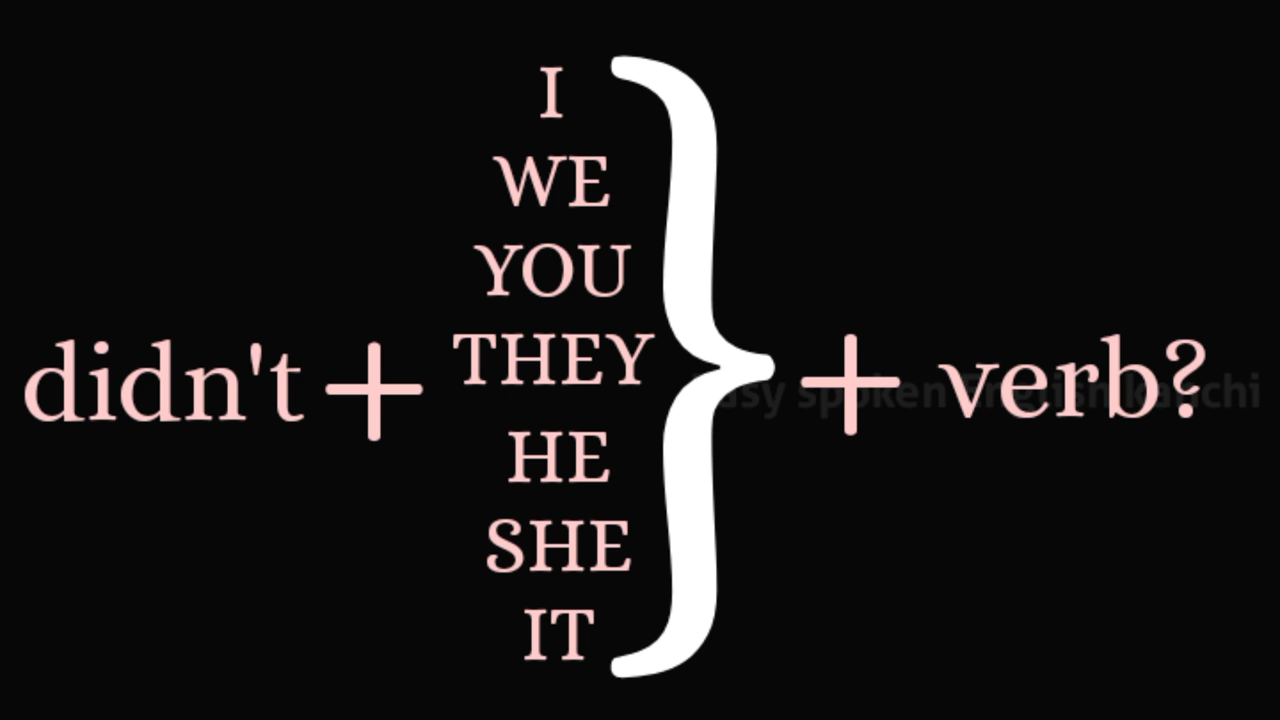 I
WE
YOU
THEY
didn't + } + verb?
HE
SHE
IT